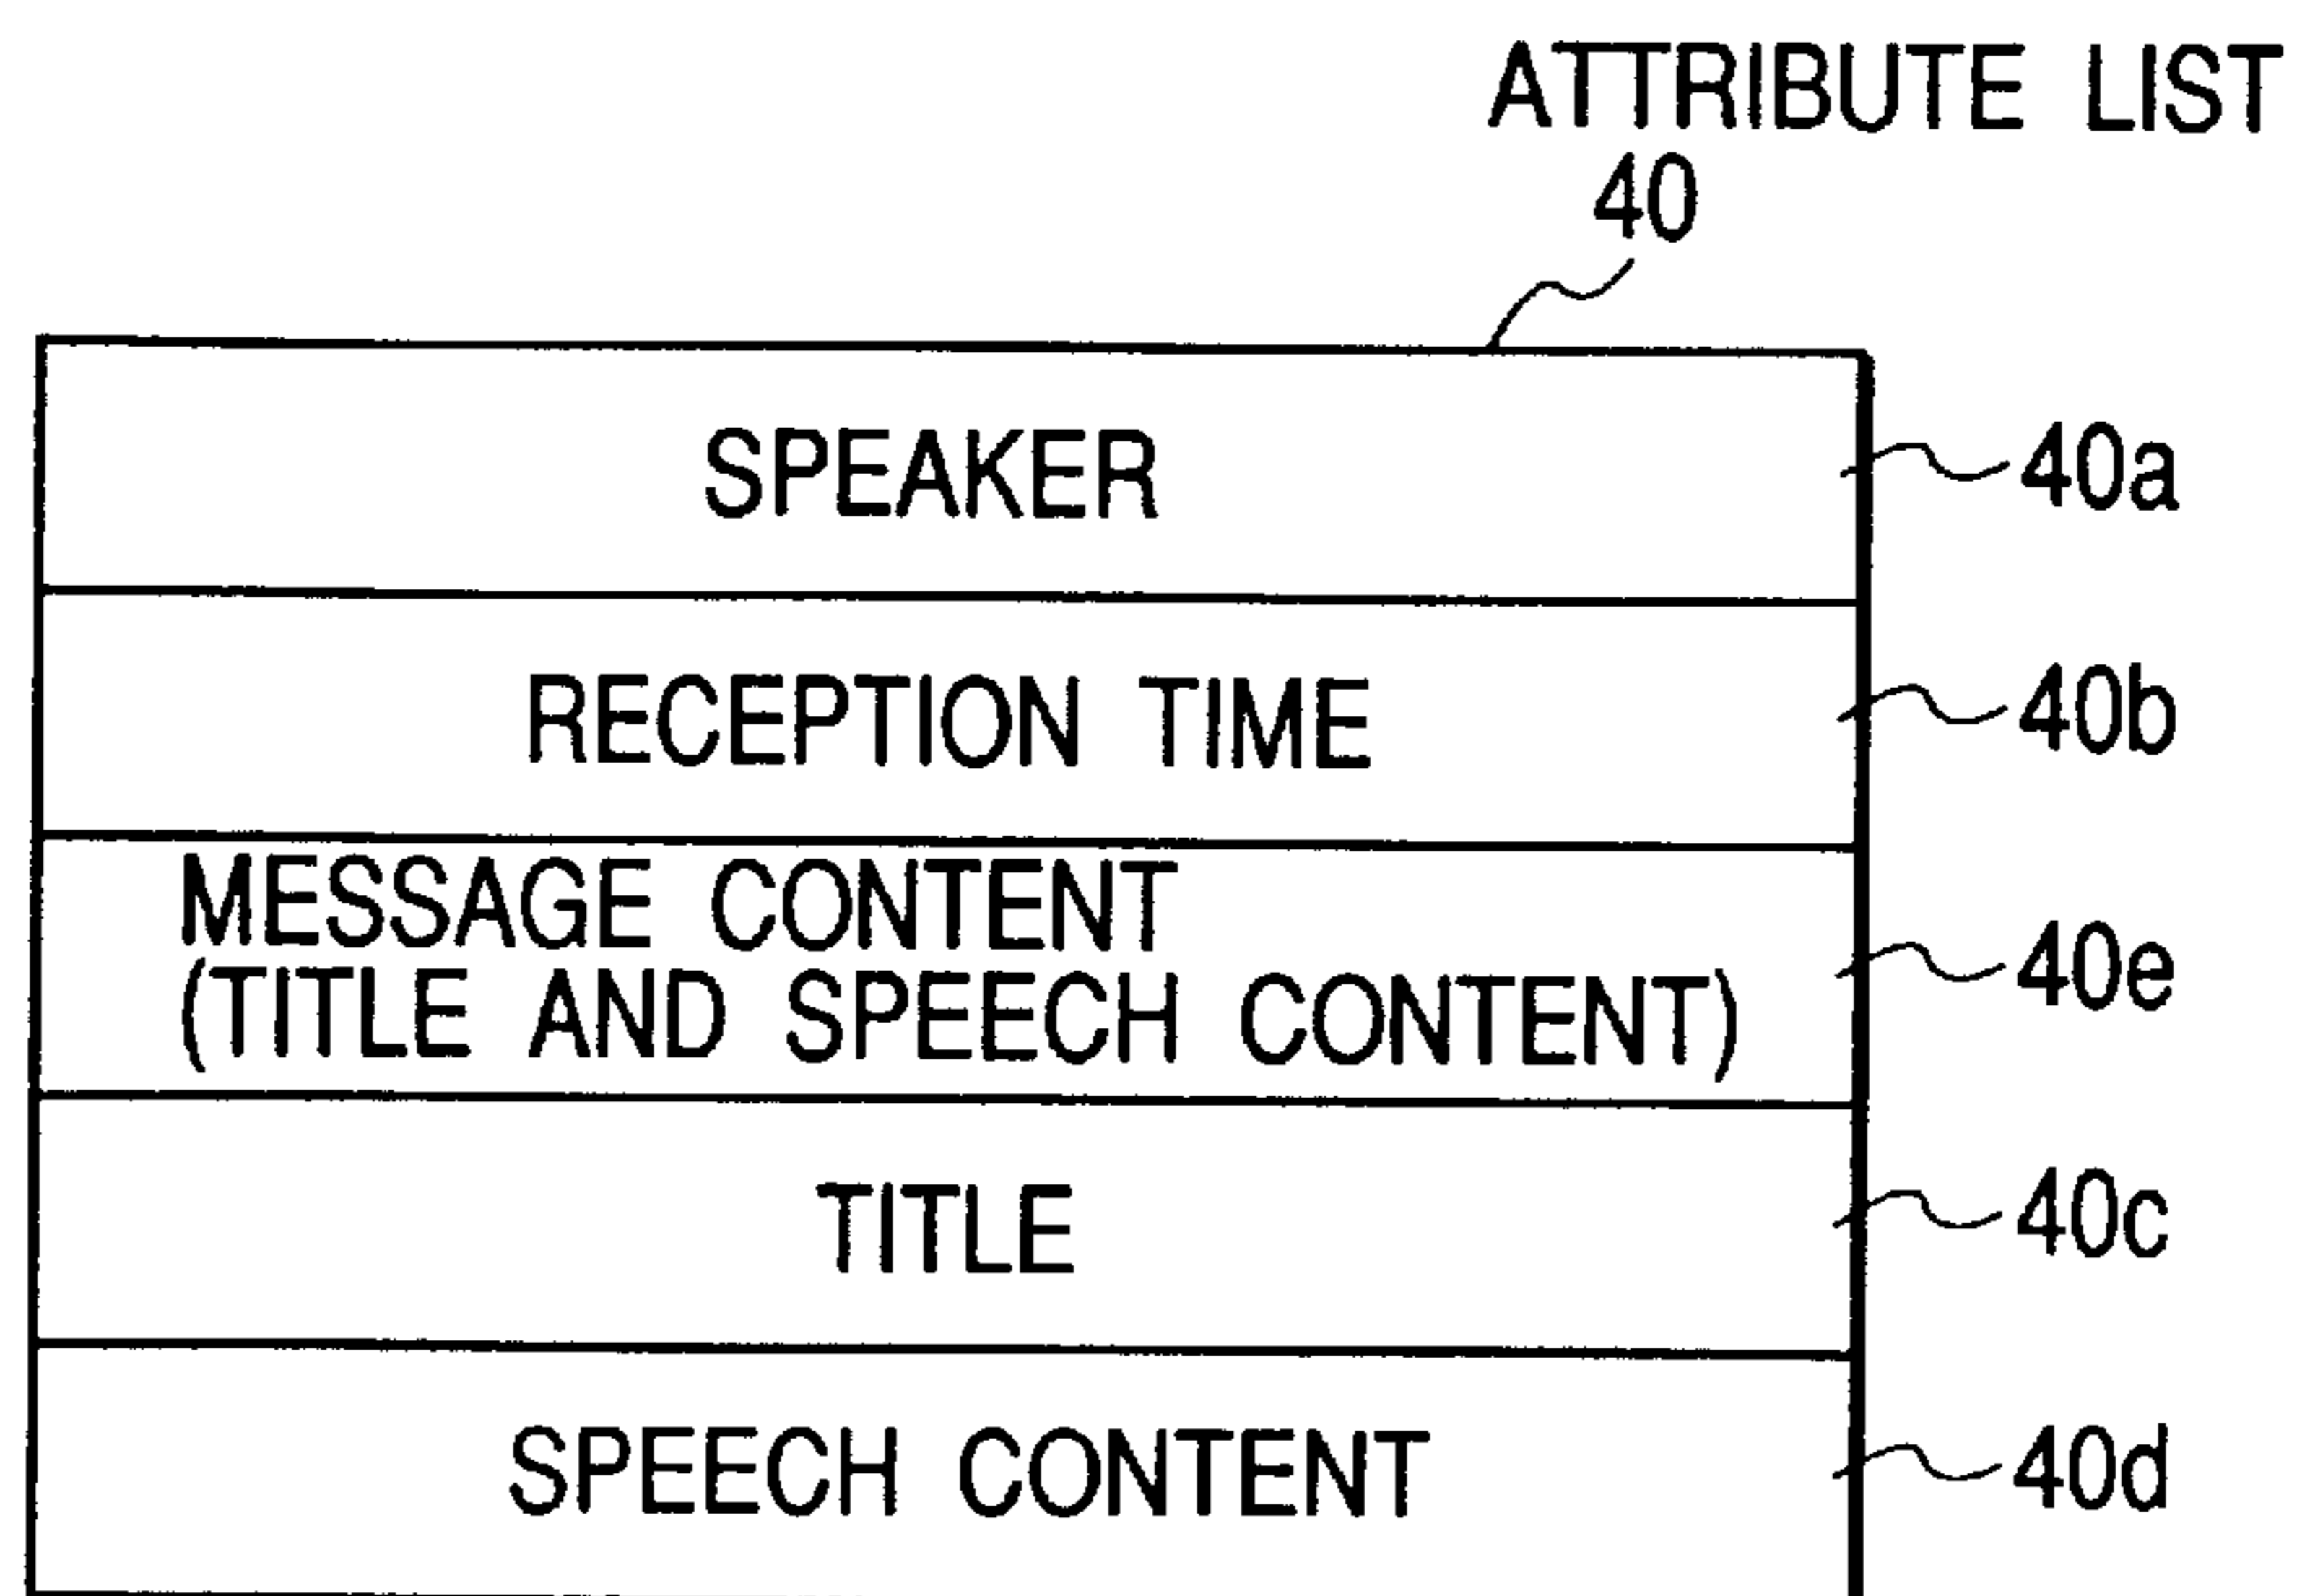 ATTRIBUTE LIST
40
SPEAKER 40a
RECEPTION TIME 40b
MESSAGE CONTENT
(TITLE AND SPEECH CONTENT) 40e
TITLE 40c
SPEECH CONTENT 40d